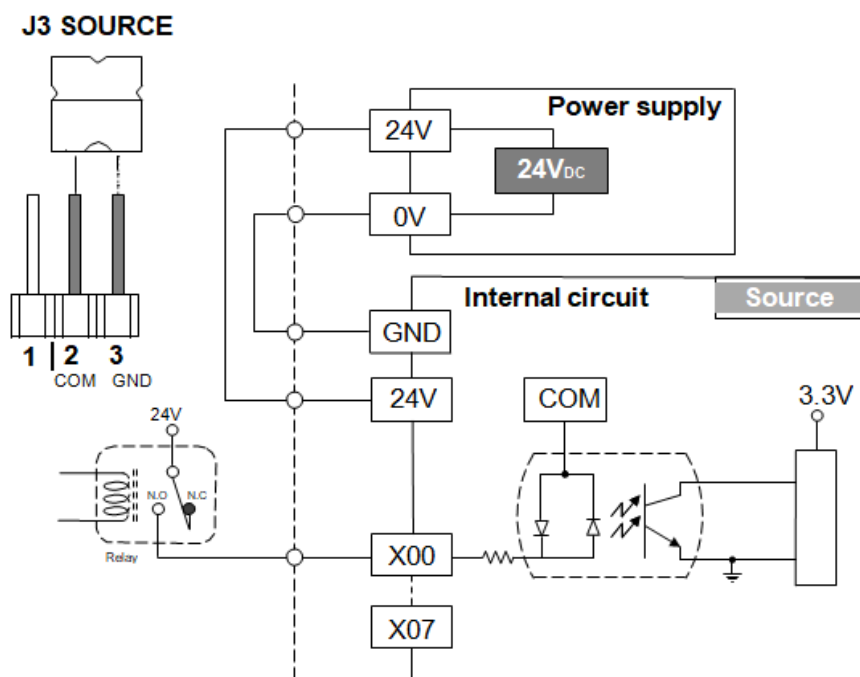 J3 SOURCE
1 2 3
COM GND
Power supply
24V
24VDC
0V
Internal circuit
Source
GND
24V
COM
3.3V
24V
N.O N.C
Relay
X00
X07